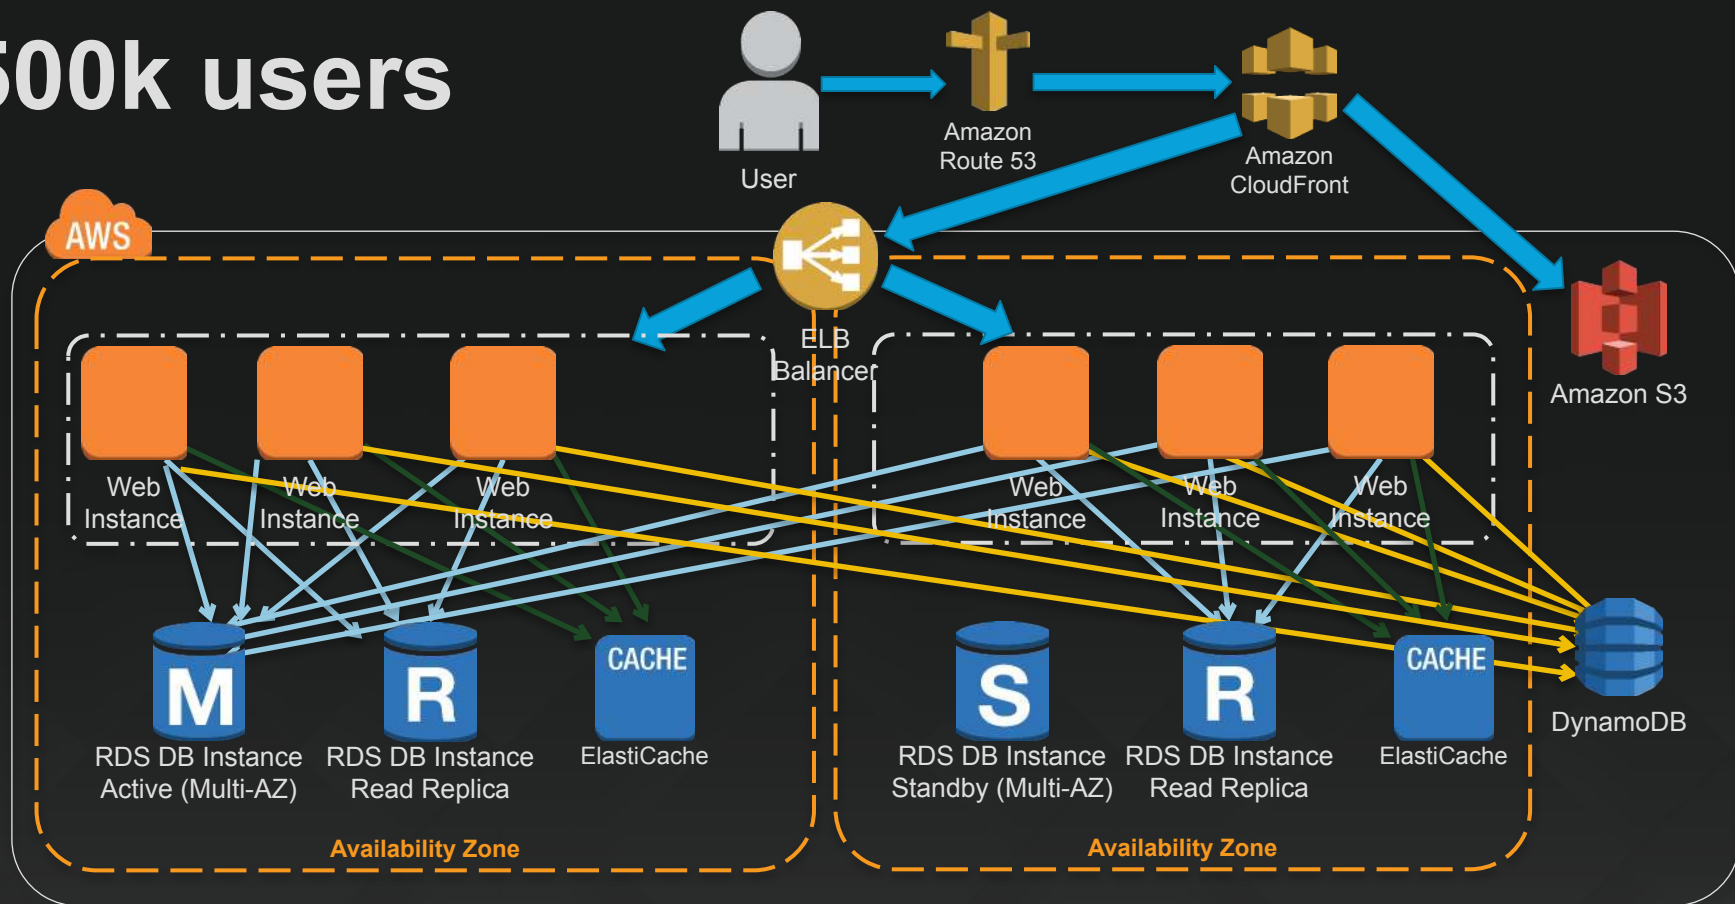 500k users
User
Amazon
Route 53
Amazon
CloudFront
AWS
ELB
Balancer
Amazon S3
Web
Instance
Web
Instance
Web
Instance
Web
Instance
Web
Instance
Web
Instance
M
R
CACHE
S
R
CACHE
RDS DB Instance
Active (Multi-AZ)
RDS DB Instance
Read Replica
ElastiCache
RDS DB Instance
Standby (Multi-AZ)
RDS DB Instance
Read Replica
ElastiCache
DynamoDB
Availability Zone
Availability Zone